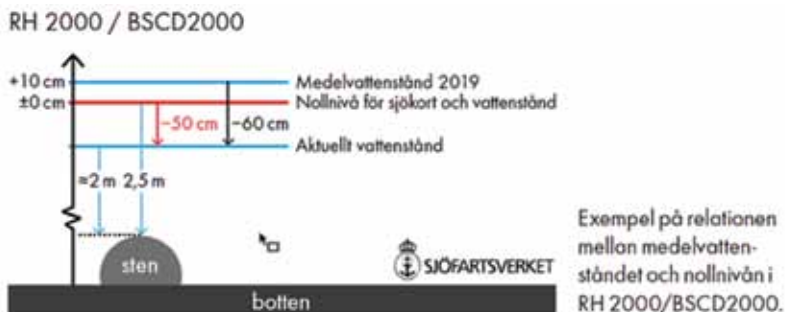 RH 2000 / BSCD2000
+10 cm
Medelvattenstånd 2019
±0 cm
Nollnivå för sjökort och vattenstånd
−50 cm
−60 cm
Aktuellt vattenstånd
≈2 m
2,5 m
sten
SJÖFARTSVERKET
botten
Exempel på relationen
mellan medelvatten-
ståndet och nollnivån i
RH 2000/BSCD2000.